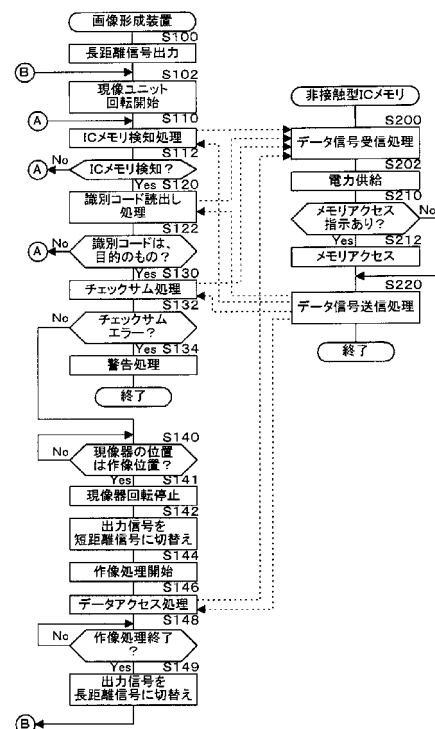 画像形成装置
S100
長距離信号出力
B
S102
現像ユニット
回転開始
A
S110
ICメモリ検知処理
S112
A
No
ICメモリ検知?
Yes
S120
識別コード読出し
処理
S122
A
No
識別コードは、
目的のもの?
Yes
S130
チェックサム処理
S132
No
チェックサム
エラー?
Yes
S134
警告処理
終了
S140
No
現像器の位置
は作像位置?
Yes
S141
現像器回転停止
S142
出力信号を
短距離信号に切替え
S144
作像処理開始
S146
データアクセス処理
S148
No
作像処理終了
?
Yes
S149
出力信号を
長距離信号に切替え
B
非接触型ICメモリ
S200
データ信号受信処理
S202
電力供給
S210
メモリアクセス
指示あり?
No
Yes
S212
メモリアクセス
S220
データ信号送信処理
終了